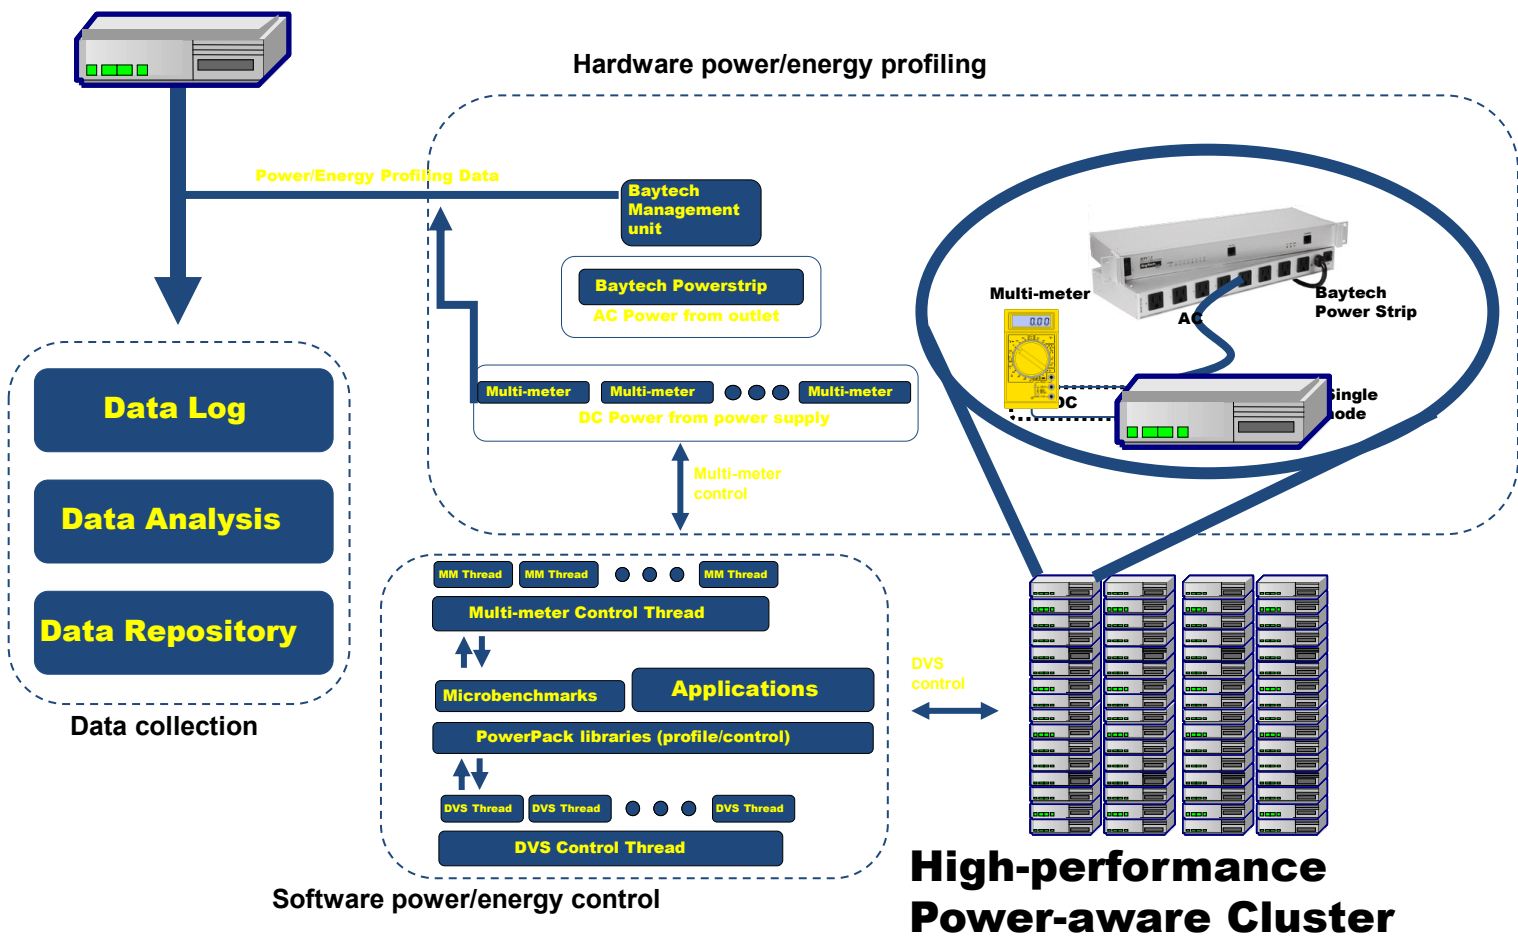 Hardware power/energy profiling
Power/Energy Profiling Data
Baytech
Management
unit
Baytech Powerstrip
AC Power from outlet
Multi-meter
Multi-meter
Multi-meter
DC Power from power supply
Multi-meter
control
Multi-meter
0.00
AC
DC
Baytech
Power Strip
Single
node
Data Log
Data Analysis
Data Repository
Data collection
MM Thread
MM Thread
MM Thread
Multi-meter Control Thread
Microbenchmarks
Applications
PowerPack libraries (profile/control)
DVS Thread
DVS Thread
DVS Thread
DVS Control Thread
Software power/energy control
DVS
control
High-performance
Power-aware Cluster